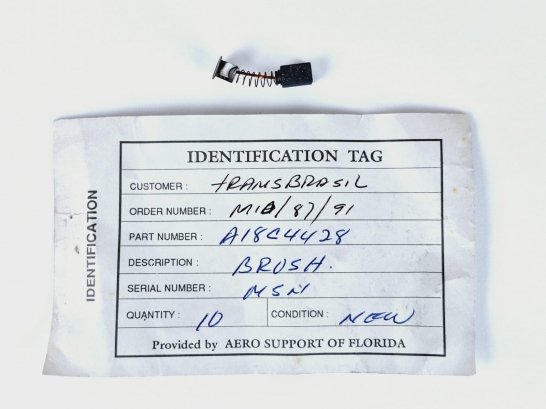 IDENTIFICATION
IDENTIFICATION TAG
CUSTOMER : TRANSBRASIL
ORDER NUMBER : MIA/87/91
PART NUMBER : A18C4428
DESCRIPTION : BRUSH.
SERIAL NUMBER : MSN
QUANTITY : 10 CONDITION : NEW
Provided by AERO SUPPORT OF FLORIDA